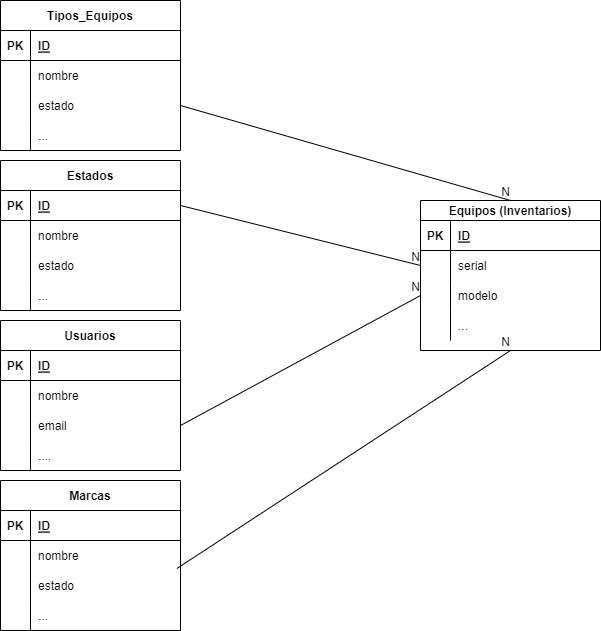 Tipos_Equipos
PK ID
nombre
estado
...
Estados
PK ID
nombre
estado
...
Usuarios
PK ID
nombre
email
....
Marcas
PK ID
nombre
estado
...
N
Equipos (Inventarios)
PK ID
N
serial
N
modelo
...
N